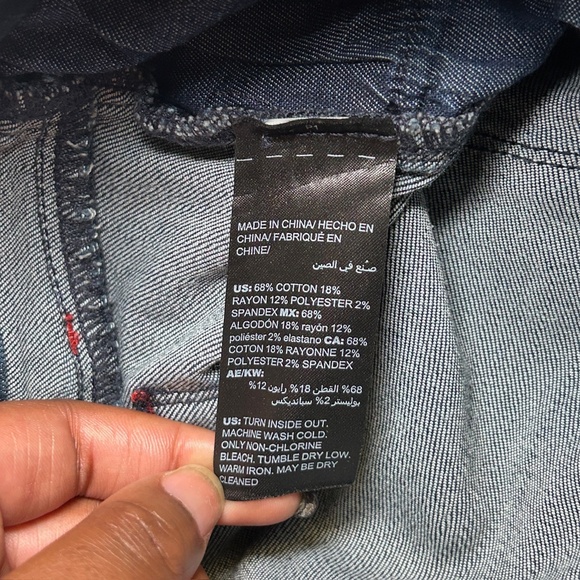 MADE IN CHINA/ HECHO EN
CHINA/ FABRIQUÉ EN
CHINE/
صنع في الصين
US: 68% COTTON 18%
RAYON 12% POLYESTER 2%
SPANDEX MX: 68%
ALGODÓN 18% rayón 12%
poliéster 2% elastano CA: 68%
COTON 18% RAYONNE 12%
POLYESTER 2% SPANDEX
AE/KW:
68% القطن 18% رايون 12%
بوليستر 2% سبانديكس
US: TURN INSIDE OUT.
MACHINE WASH COLD.
ONLY NON-CHLORINE
BLEACH. TUMBLE DRY LOW.
WARM IRON. MAY BE DRY
CLEANED